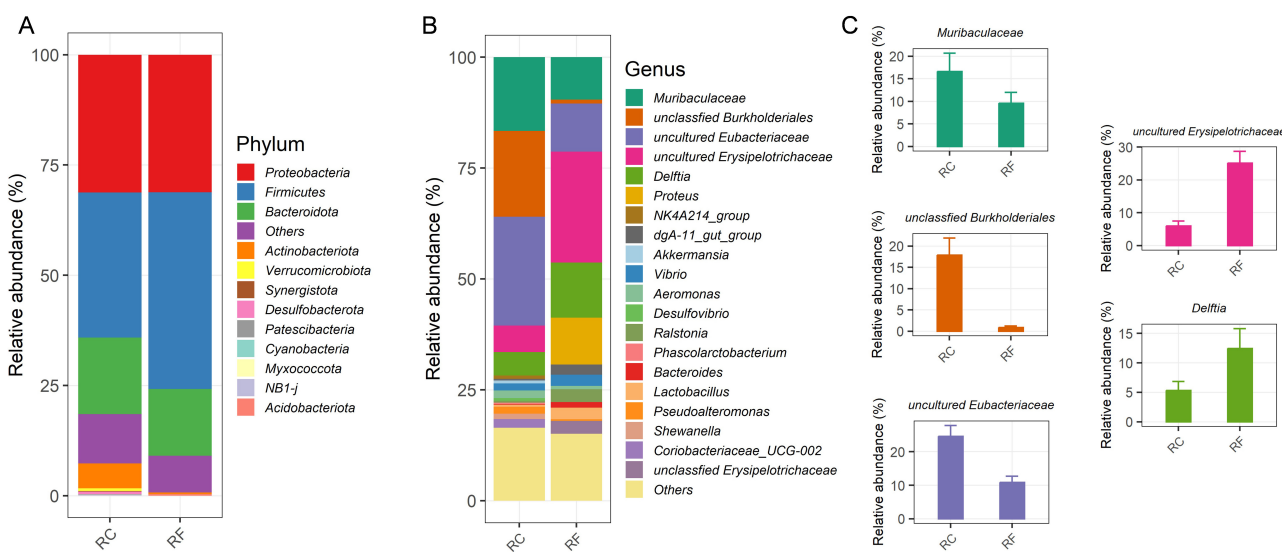 A
Relative abundance (%)
100
75
50
25
0
RC
RF
Phylum
Proteobacteria
Firmicutes
Bacteroidota
Others
Actinobacteriota
Verrucomicrobiota
Synergistota
Desulfobacterota
Patescibacteria
Cyanobacteria
Myxococcota
NB1-j
Acidobacteriota
B
Relative abundance (%)
100
75
50
25
0
RC
RF
Genus
Muribaculaceae
unclassfied Burkholderiales
uncultured Eubacteriaceae
uncultured Erysipelotrichaceae
Delftia
Proteus
NK4A214_group
dgA-11_gut_group
Akkermansia
Vibrio
Aeromonas
Desulfovibrio
Ralstonia
Phascolarctobacterium
Bacteroides
Lactobacillus
Pseudoalteromonas
Shewanella
Coriobacteriaceae_UCG-002
unclassfied Erysipelotrichaceae
Others
C
Muribaculaceae
Relative abundance (%)
20
15
10
5
0
RC
RF
unclassfied Burkholderiales
Relative abundance (%)
20
15
10
5
0
RC
RF
uncultured Eubacteriaceae
Relative abundance (%)
20
10
0
RC
RF
uncultured Erysipelotrichaceae
Relative abundance (%)
30
20
10
0
RC
RF
Delftia
Relative abundance (%)
15
10
5
0
RC
RF